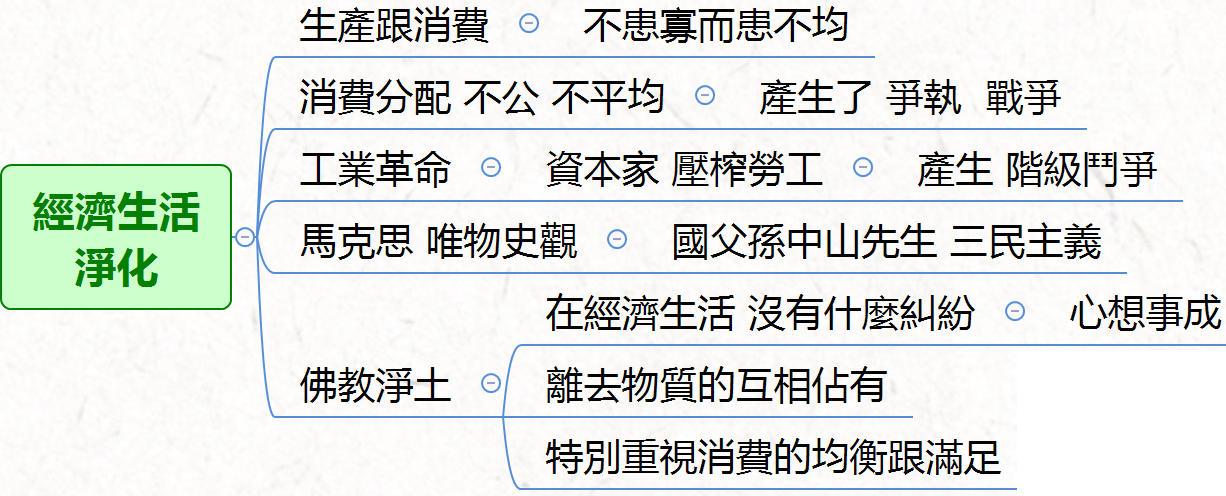 生產跟消費 不患寡而患不均
消費分配 不公 不平均 產生了 爭執 戰爭
工業革命 資本家 壓榨勞工 產生 階級鬥爭
經濟生活
淨化
馬克思 唯物史觀 國父孫中山先生 三民主義
在經濟生活 沒有什麼糾紛 心想事成
佛教淨土 離去物質的互相佔有
特別重視消費的均衡跟滿足